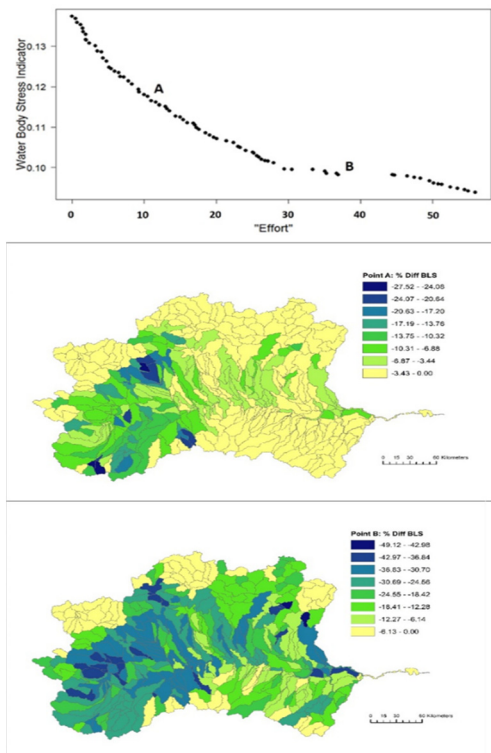 Water Body Stress Indicator
0.13
0.12
0.11
0.10
A
B
0 10 20 30 40 50
"Effort"
Point A: % Diff BLS
-27.52 - -24.08
-24.07 - -20.64
-20.63 - -17.20
-17.19 - -13.76
-13.75 - -10.32
-10.31 - -6.88
-6.87 - -3.44
-3.43 - 0.00
0 15 30 60 Kilometers
Point B: % Diff BLS
-49.12 - -42.98
-42.97 - -36.84
-36.83 - -30.70
-30.69 - -24.56
-24.55 - -18.42
-18.41 - -12.28
-12.27 - -6.14
-6.13 - 0.00
0 15 30 60 Kilometers